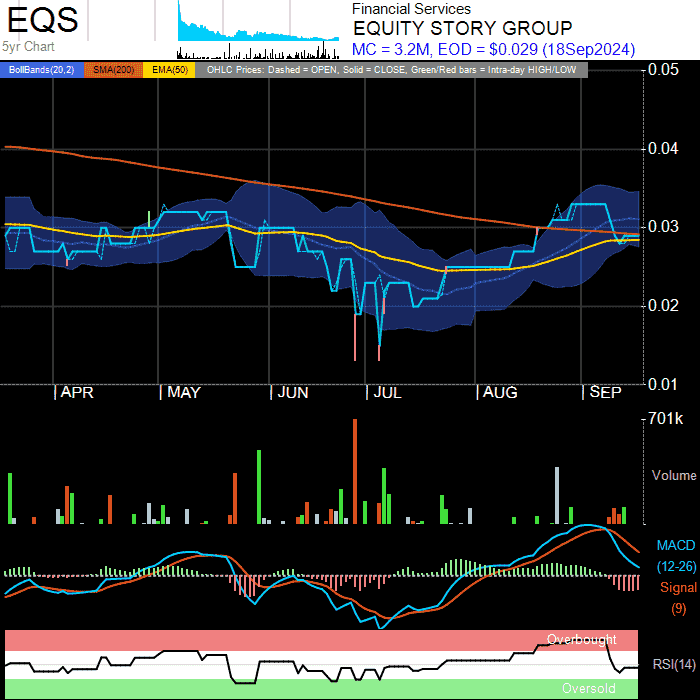 EQS
5yr Chart
Financial Services
EQUITY STORY GROUP
MC = 3.2M, EOD = $0.029 (18Sep2024)
BollBands(20,2) SMA(200) EMA(50) OHLC Prices: Dashed = OPEN, Solid = CLOSE, Green/Red bars = Intra-day HIGH/LOW
0.05
0.04
0.03
0.02
0.01
APR MAY JUN JUL AUG SEP
701k
Volume
MACD
(12-26)
Signal
(9)
Overbought
RSI(14)
Oversold